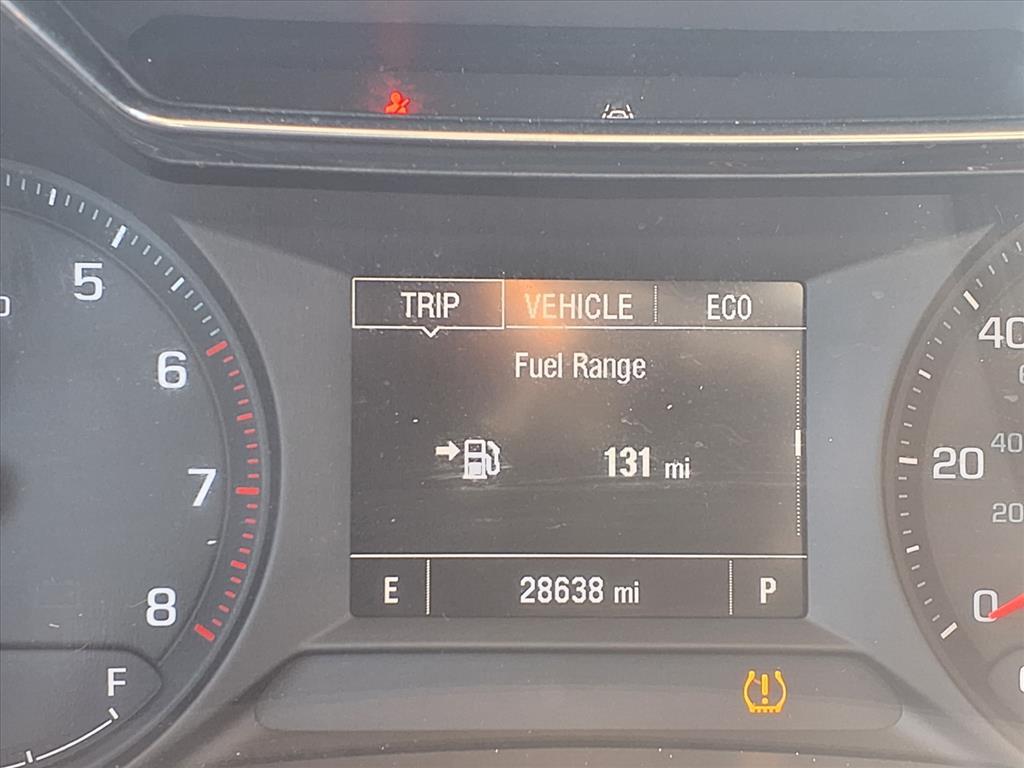 TRIP VEHICLE ECO
Fuel Range
131 mi
E 28638 mi P
5
6
7
8
F
40
20
0
40
20